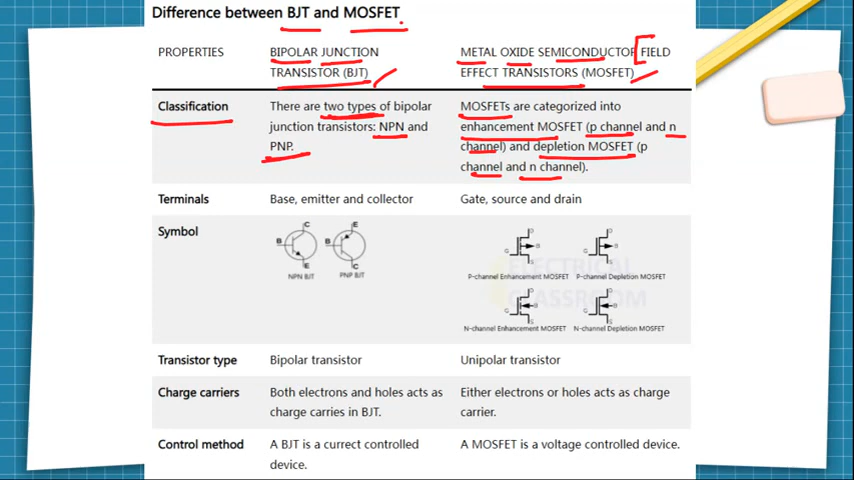 Difference between BJT and MOSFET
PROPERTIES
BIPOLAR JUNCTION
TRANSISTOR (BJT)
METAL OXIDE SEMICONDUCTOR FIELD
EFFECT TRANSISTORS (MOSFET)
Classification
There are two types of bipolar
junction transistors: NPN and
PNP.
MOSFETs are categorized into
enhancement MOSFET (p channel and n
channel) and depletion MOSFET (p
channel and n channel).
Terminals
Base, emitter and collector
Gate, source and drain
Symbol
C
B
E
NPN BJT
E
B
C
PNP BJT
D
G
B
S
P-channel Enhancement MOSFET
D
G
B
S
P-channel Depletion MOSFET
D
G
B
S
N-channel Enhancement MOSFET
D
G
B
S
N-channel Depletion MOSFET
ELECTRICAL
CLASSROOM
Transistor type
Bipolar transistor
Unipolar transistor
Charge carriers
Both electrons and holes acts as
charge carries in BJT.
Either electrons or holes acts as charge
carrier.
Control method
A BJT is a currect controlled
device.
A MOSFET is a voltage controlled device.